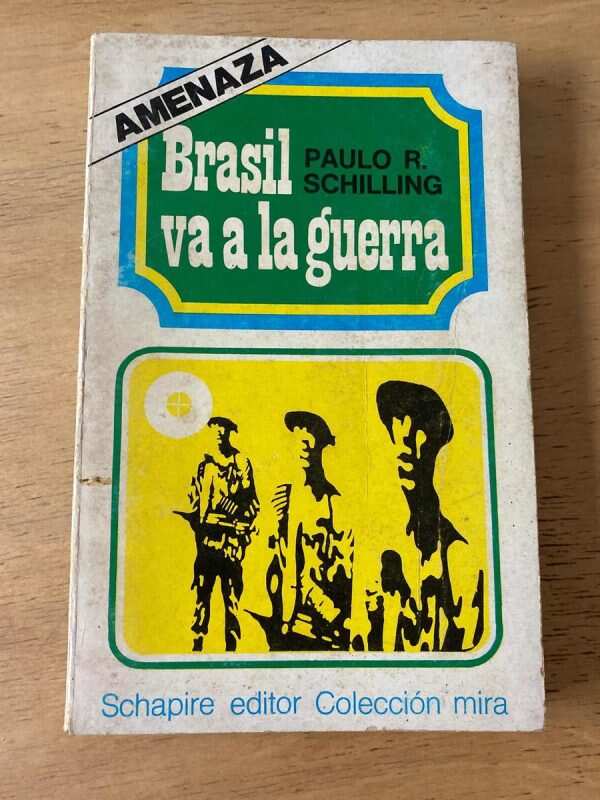 AMENAZA
Brasil
PAULO R.
SCHILLING
va a la guerra
Schapire editor Colección mira